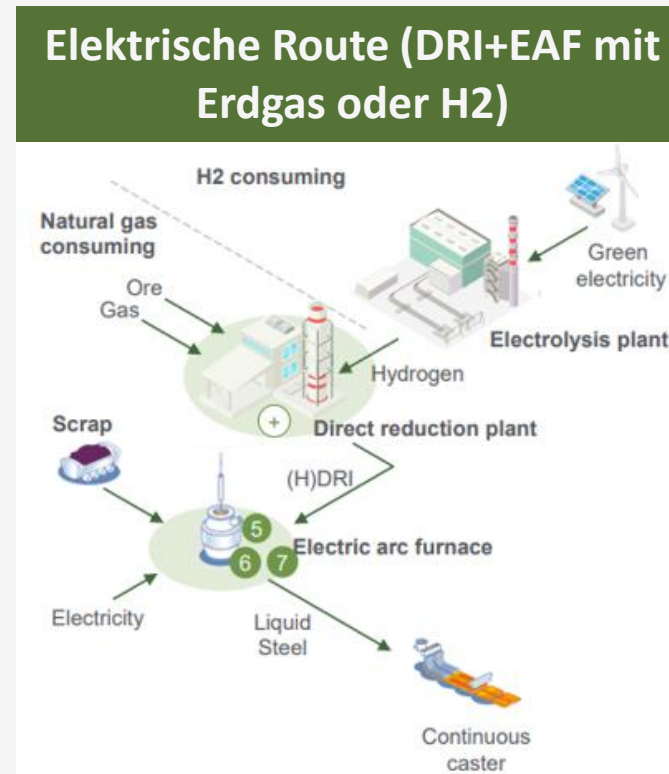 Elektrische Route (DRI+EAF mit
Erdgas oder H2)
H2 consuming
Natural gas
consuming
Green
electricity
Ore
Gas
Electrolysis plant
Hydrogen
+
Direct reduction plant
Scrap
(H)DRI
5
Electric arc furnace
6
7
Electricity
Liquid
Steel
Continuous
caster